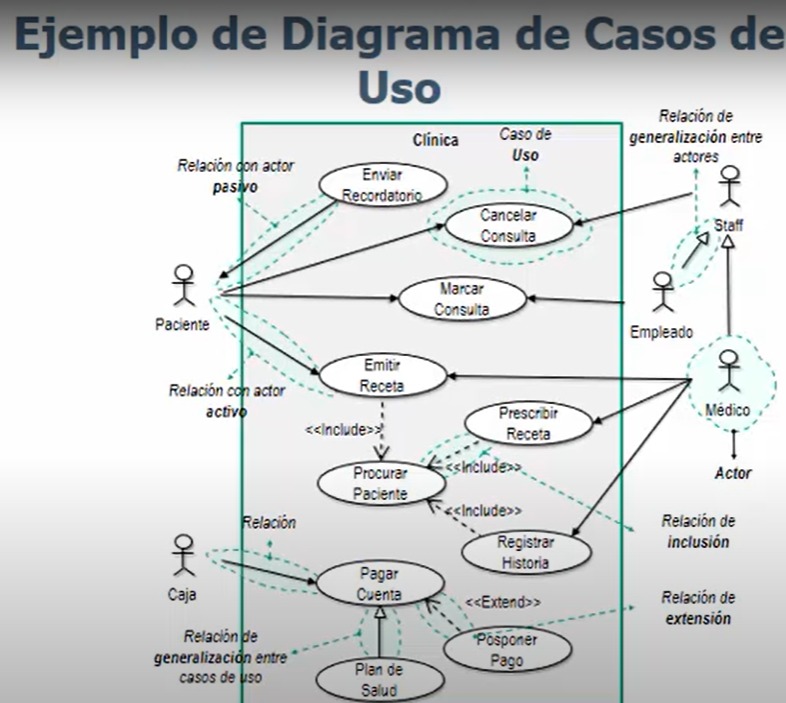 Ejemplo de Diagrama de Casos de
Uso
Relación de
generalización entre
actores
Clínica
Caso de
Uso
Relación con actor
pasivo
Enviar
Recordatorio
Cancelar
Consulta
Staff
Marcar
Consulta
Paciente
Empleado
Emitir
Receta
Relación con actor
activo
Médico
Prescribir
Receta
<<Include>>
Actor
Procurar
Paciente
<<Include>>
<<Include>>
Relación
Relación de
inclusión
Registrar
Historia
Caja
Pagar
Cuenta
<<Extend>>
Relación de
extensión
Relación de
generalización entre
casos de uso
Posponer
Pago
Plan de
Salud